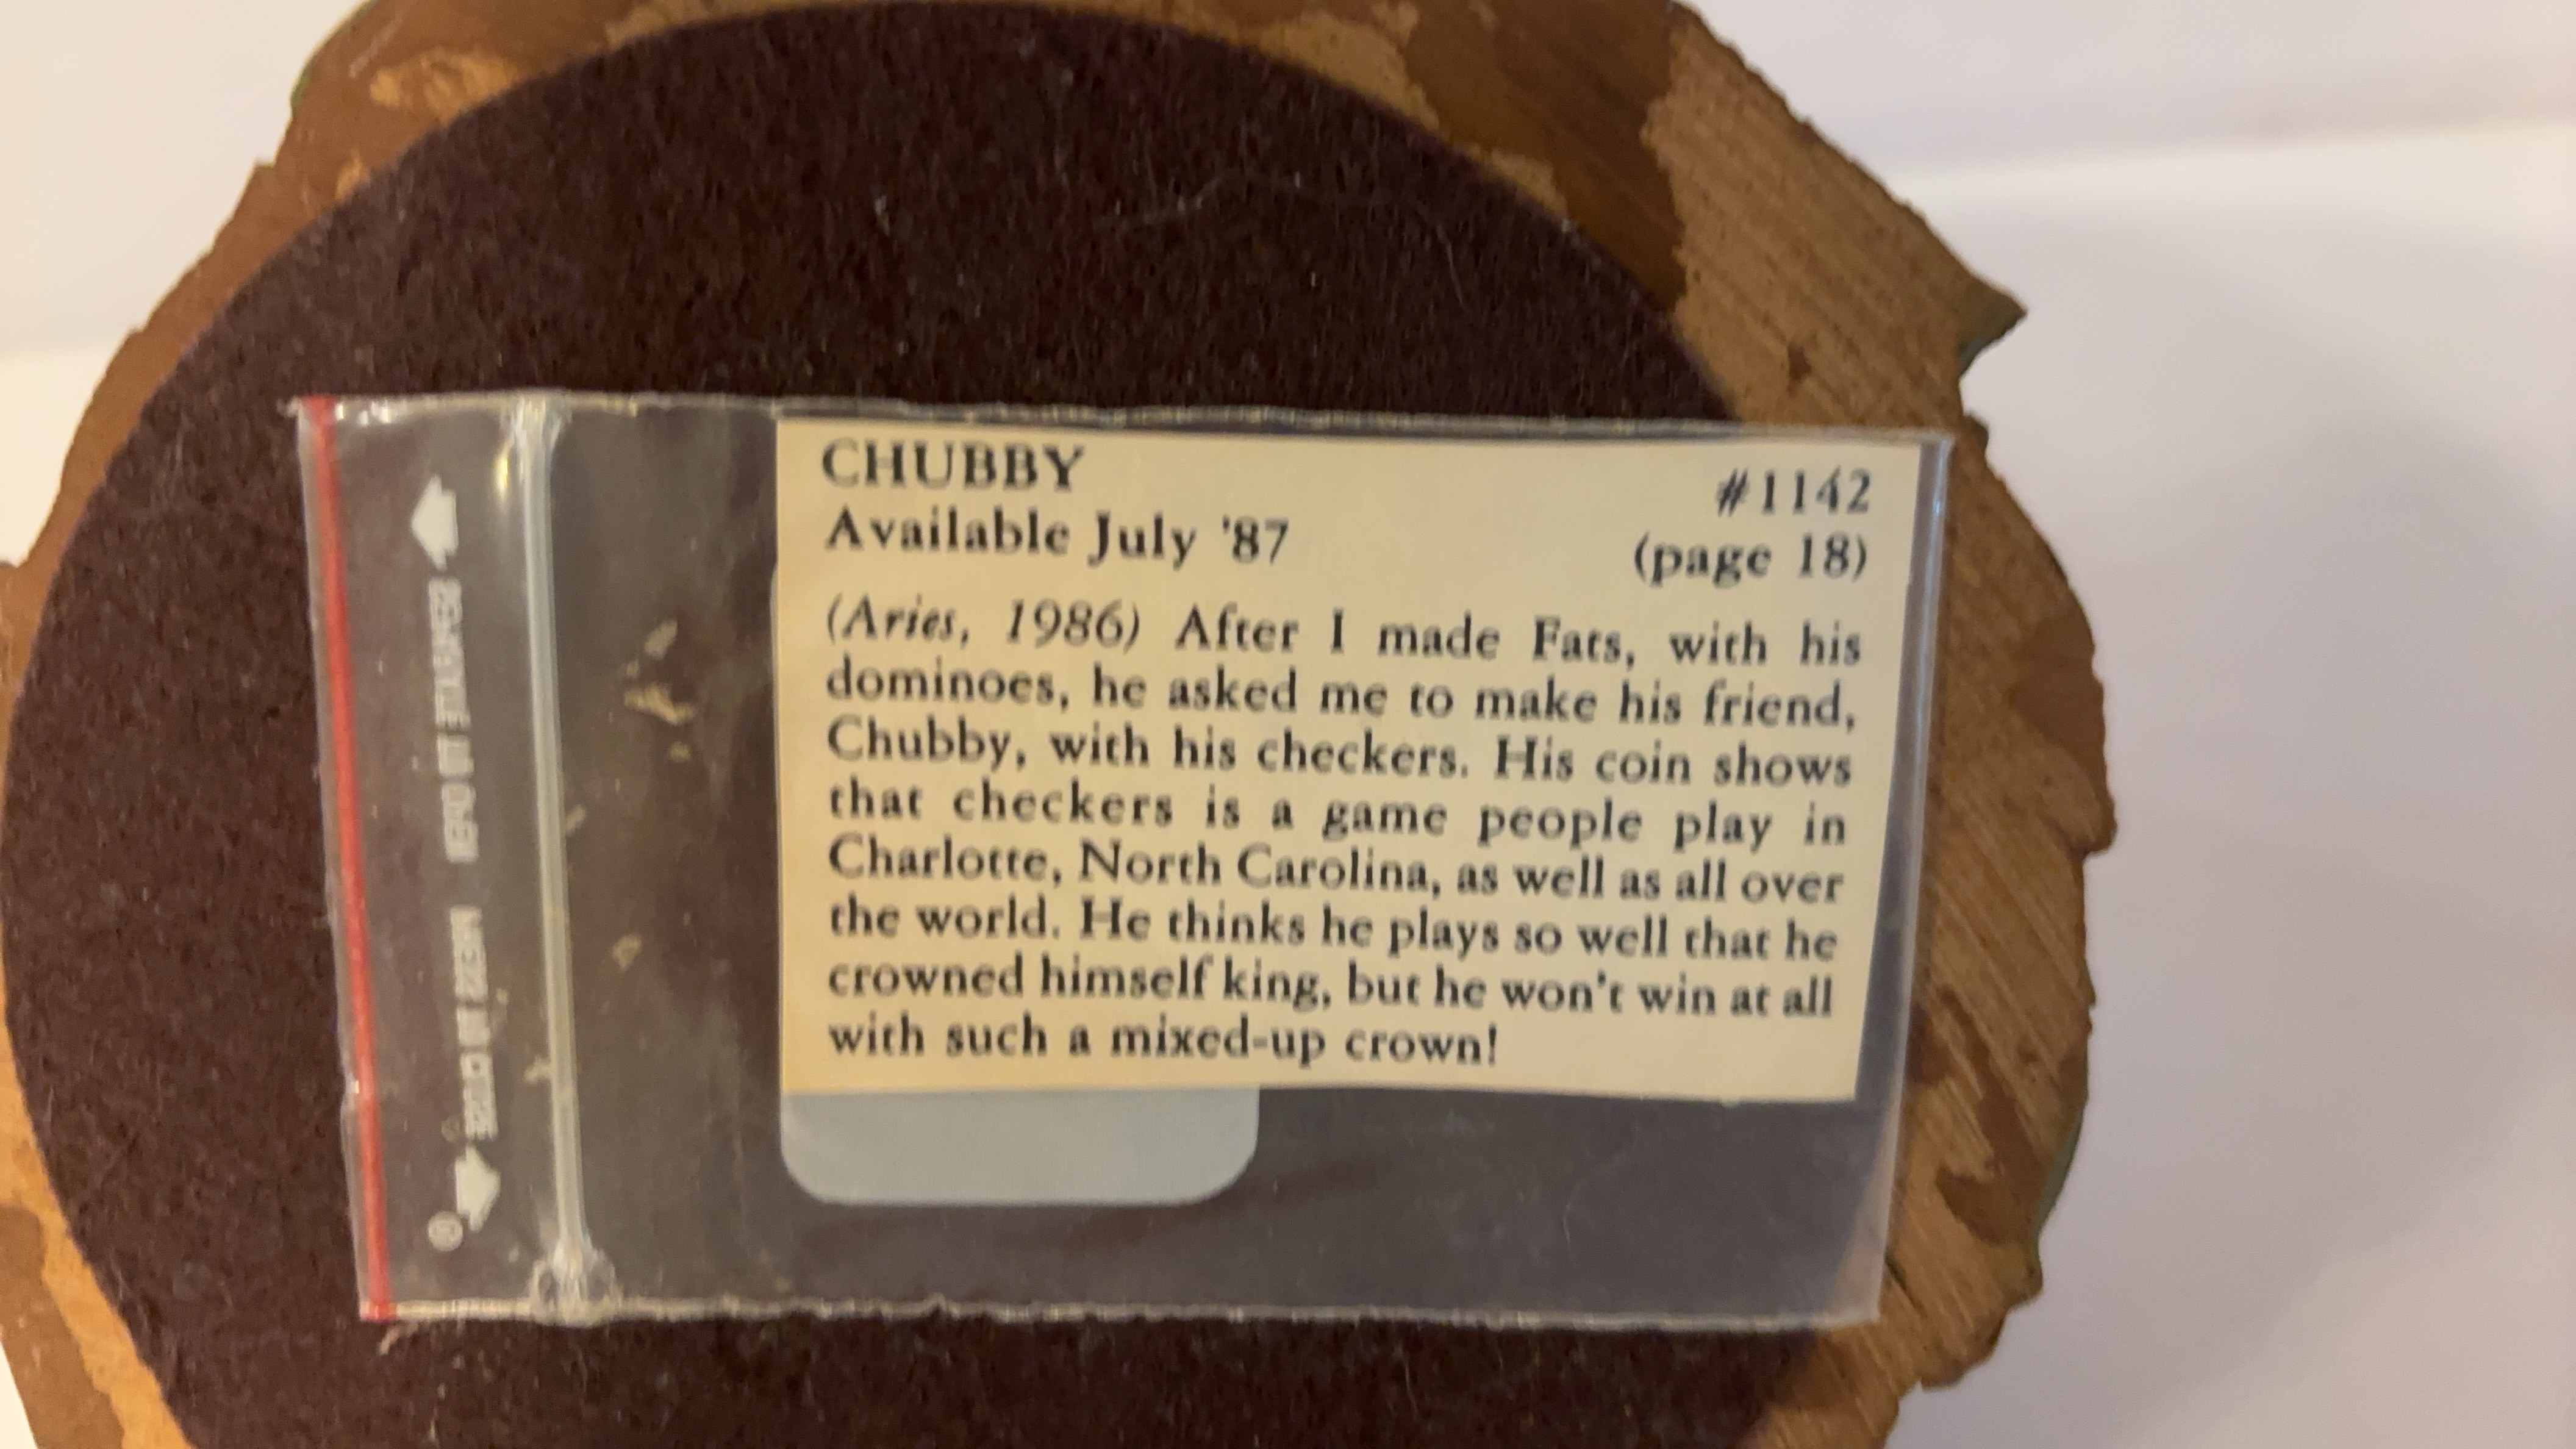 CHUBBY
Available July '87
#1142
(page 18)
(Aries, 1986) After I made Fats, with his
dominoes, he asked me to make his friend,
Chubby, with his checkers. His coin shows
that checkers is a game people play in
Charlotte, North Carolina, as well as all over
the world. He thinks he plays so well that he
crowned himself king, but he won't win at all
with such a mixed-up crown!